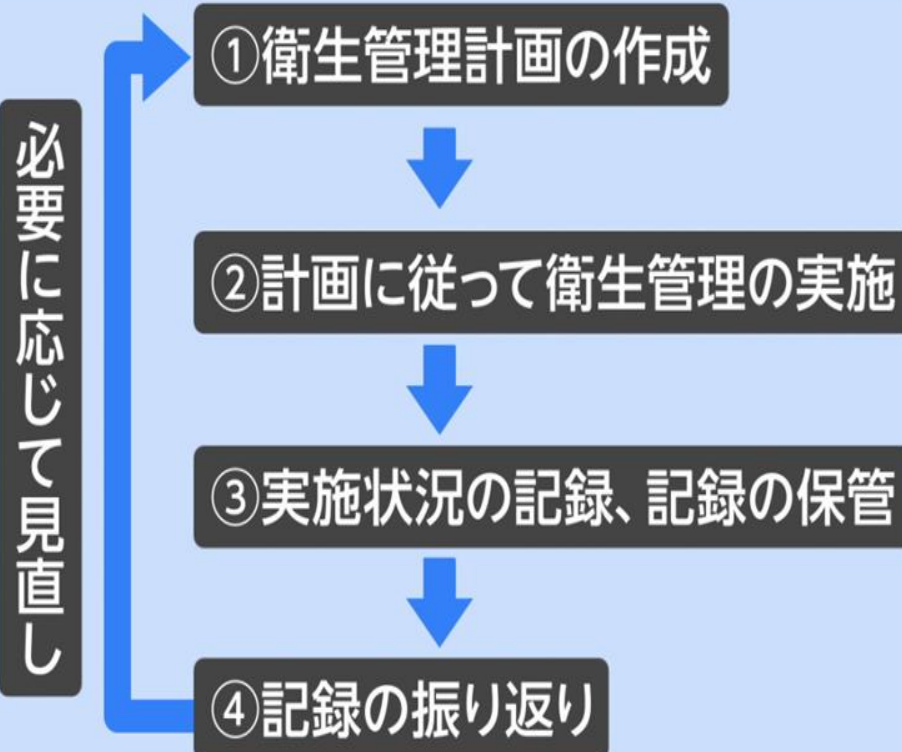 ①衛生管理計画の作成
②計画に従って衛生管理の実施
③実施状況の記録、記録の保管
④記録の振り返り
必要に応じて見直し